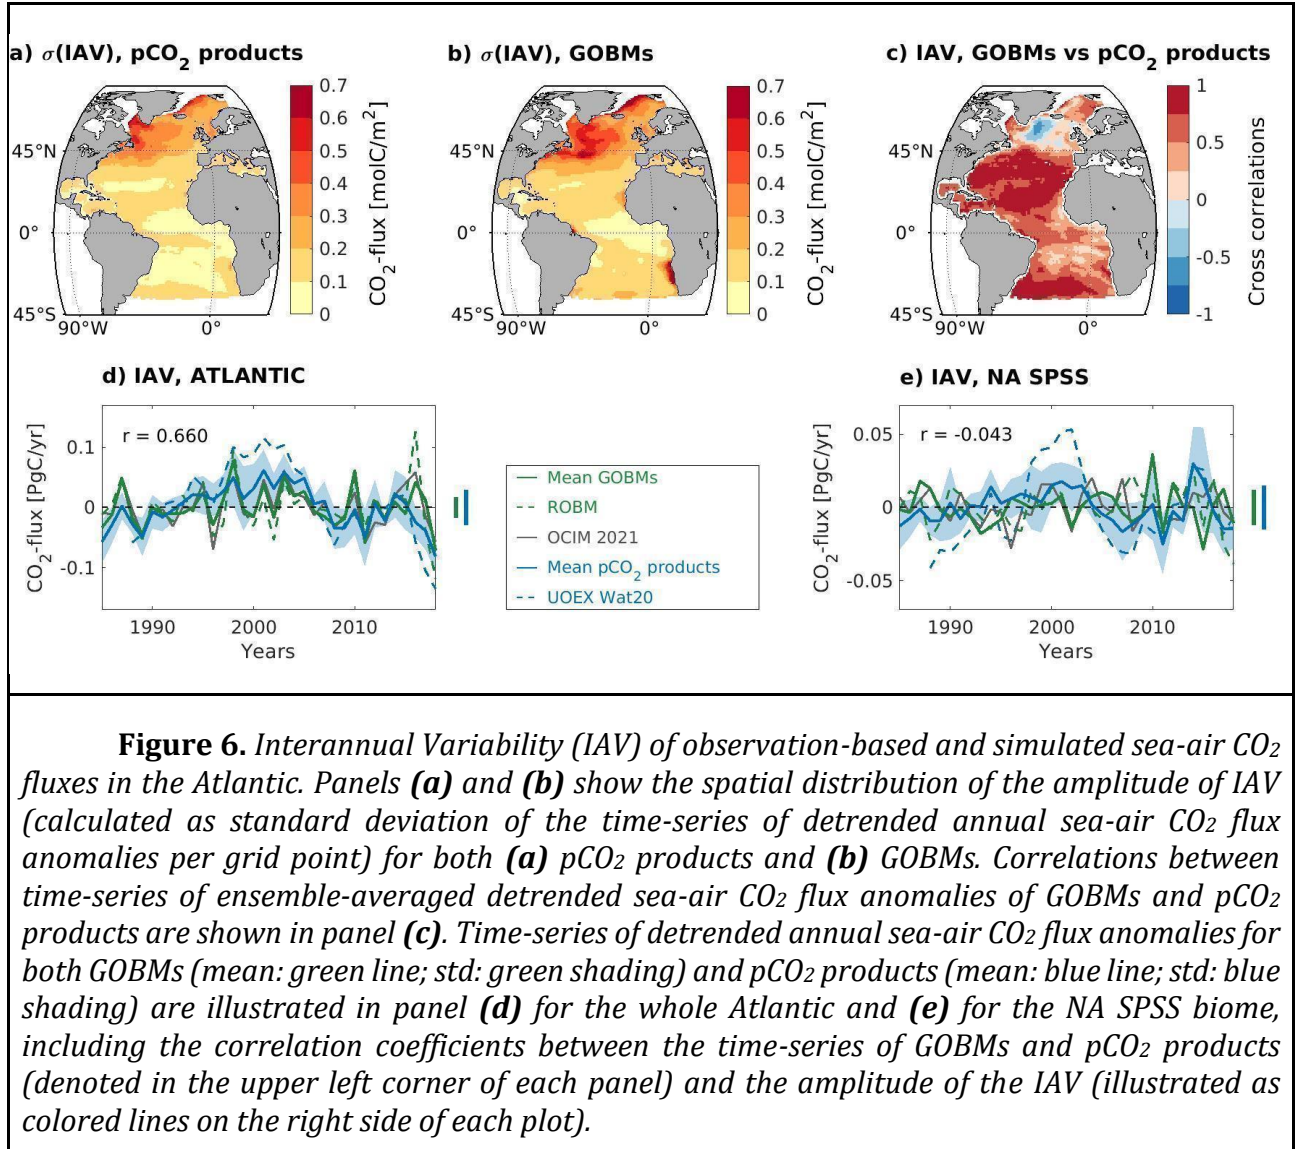 a) σ(IAV), pCO2 products
b) σ(IAV), GOBMs
c) IAV, GOBMs vs pCO2 products
45°N
0°
45°S
90°W
0°
0.7
0.6
0.5
0.4
0.3
0.2
0.1
0
CO2-flux [molC/m2]
45°N
0°
45°S
90°W
0°
0.7
0.6
0.5
0.4
0.3
0.2
0.1
0
CO2-flux [molC/m2]
45°N
0°
45°S
90°W
0°
1
0.5
0
-0.5
-1
Cross correlations
d) IAV, ATLANTIC
r = 0.660
0.1
0
-0.1
CO2-flux [PgC/yr]
1990
2000
2010
Years
Mean GOBMs
ROBM
OCIM 2021
Mean pCO2 products
UOEX Wat20
e) IAV, NA SPSS
r = -0.043
0.05
0
-0.05
CO2-flux [PgC/yr]
1990
2000
2010
Years
Figure 6. Interannual Variability (IAV) of observation-based and simulated sea-air CO2
fluxes in the Atlantic. Panels (a) and (b) show the spatial distribution of the amplitude of IAV
(calculated as standard deviation of the time-series of detrended annual sea-air CO2 flux
anomalies per grid point) for both (a) pCO2 products and (b) GOBMs. Correlations between
time-series of ensemble-averaged detrended sea-air CO2 flux anomalies of GOBMs and pCO2
products are shown in panel (c). Time-series of detrended annual sea-air CO2 flux anomalies for
both GOBMs (mean: green line; std: green shading) and pCO2 products (mean: blue line; std: blue
shading) are illustrated in panel (d) for the whole Atlantic and (e) for the NA SPSS biome,
including the correlation coefficients between the time-series of GOBMs and pCO2 products
(denoted in the upper left corner of each panel) and the amplitude of the IAV (illustrated as
colored lines on the right side of each plot).